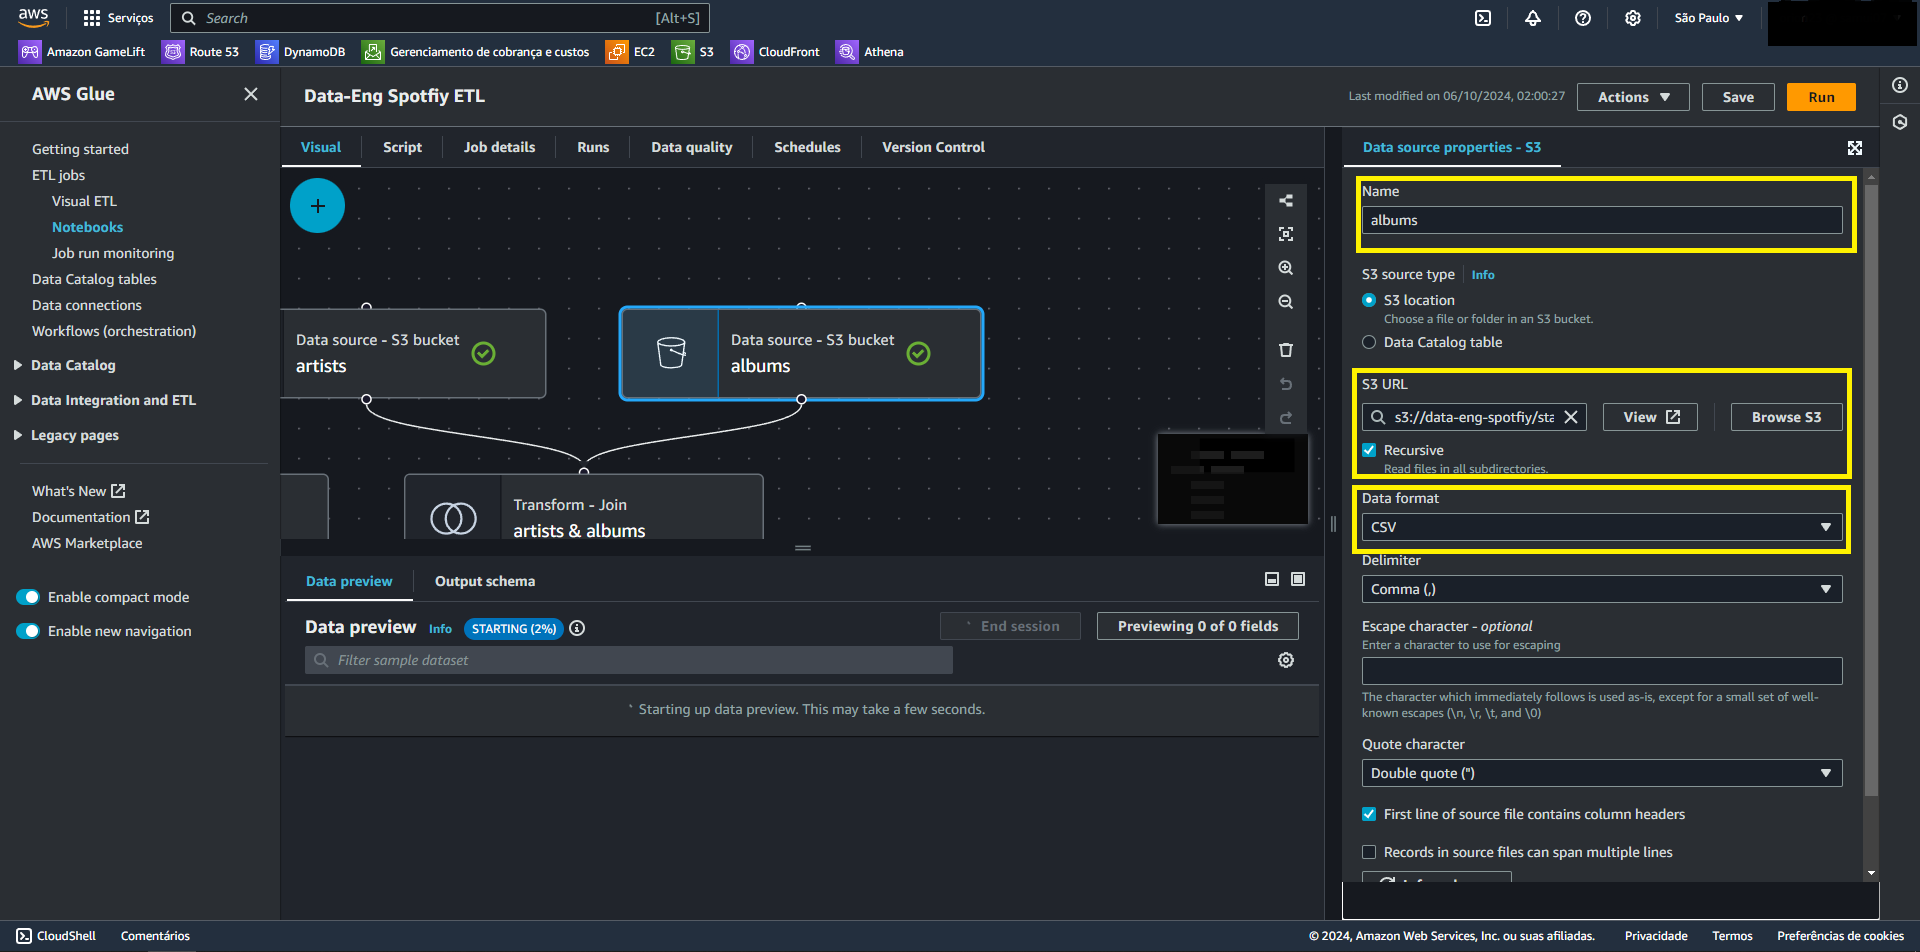 aws
Serviços
Search
[Alt+S]
São Paulo
Amazon GameLift
Route 53
DynamoDB
Gerenciamento de cobrança e custos
EC2
S3
CloudFront
Athena
AWS Glue
Getting started
ETL jobs
Visual ETL
Notebooks
Job run monitoring
Data Catalog tables
Data connections
Workflows (orchestration)
Data Catalog
Data Integration and ETL
Legacy pages
What's New
Documentation
AWS Marketplace
Enable compact mode
Enable new navigation
Data-Eng Spotfiy ETL
Last modified on 06/10/2024, 02:00:27
Actions
Save
Run
Visual
Script
Job details
Runs
Data quality
Schedules
Version Control
Data source - S3 bucket
artists
Data source - S3 bucket
albums
Transform - Join
artists & albums
Data preview
Output schema
Data preview
Info
STARTING (2%)
End session
Previewing 0 of 0 fields
Filter sample dataset
Starting up data preview. This may take a few seconds.
Data source properties - S3
Name
albums
S3 source type
Info
S3 location
Choose a file or folder in an S3 bucket.
Data Catalog table
S3 URL
s3://data-eng-spotfiy/sta
View
Browse S3
Recursive
Read files in all subdirectories.
Data format
CSV
Delimiter
Comma (,)
Escape character - optional
Enter a character to use for escaping
The character which immediately follows is used as-is, except for a small set of well-
known escapes (\n, \r, \t, and \0)
Quote character
Double quote (")
First line of source file contains column headers
Records in source files can span multiple lines
CloudShell
Comentários
© 2024, Amazon Web Services, Inc. ou suas afiliadas.
Privacidade
Termos
Preferências de cookies